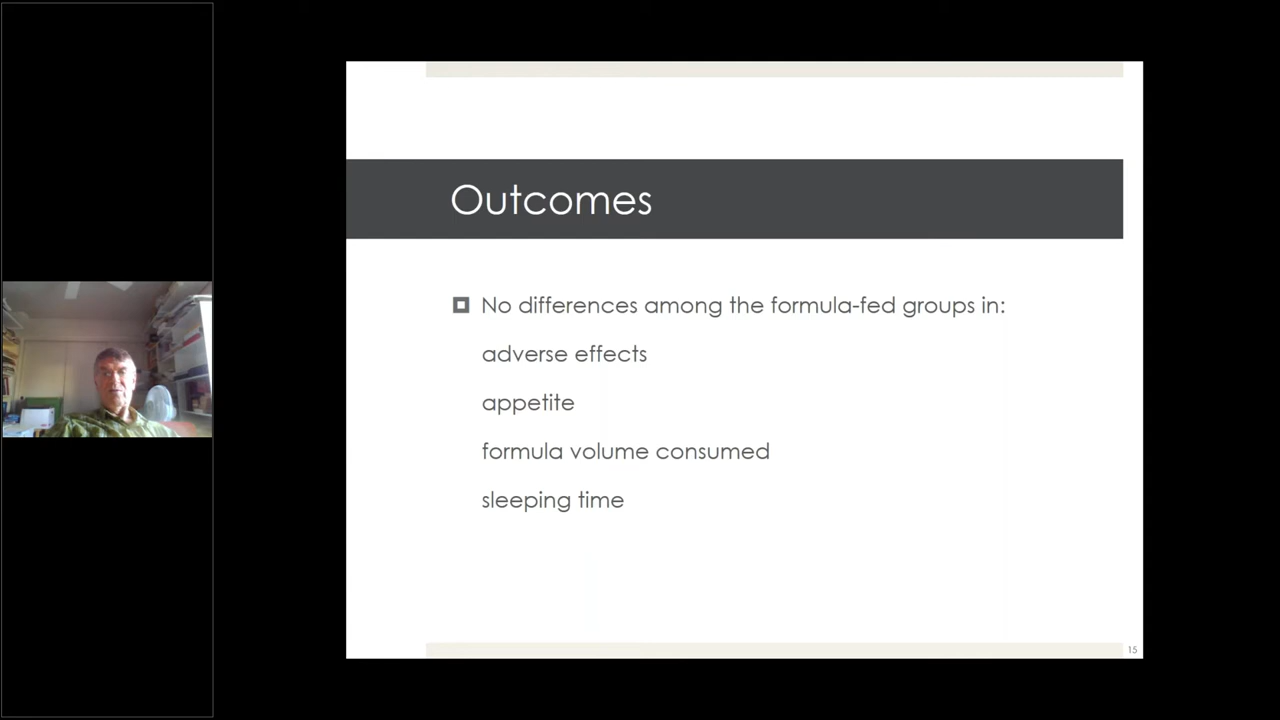 Outcomes
No differences among the formula-fed groups in:
adverse effects
appetite
formula volume consumed
sleeping time
15